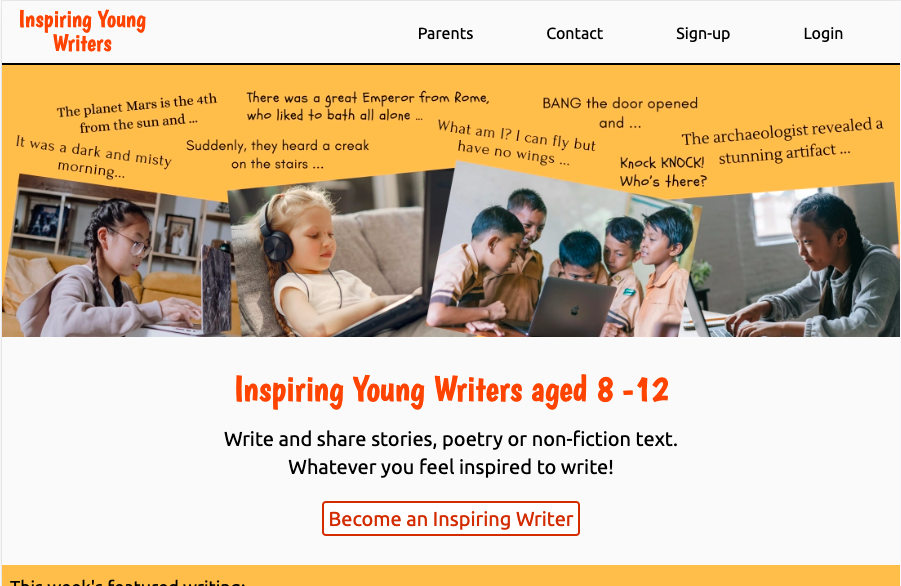 Inspiring Young
Writers
Parents
Contact
Sign-up
Login
The planet Mars is the 4th
from the sun and ...
There was a great Emperor from Rome,
who liked to bath all alone ...
BANG the door opened
and ...
It was a dark and misty
morning...
Suddenly, they heard a creak
on the stairs ...
What am I? I can fly but
have no wings ...
Knock KNOCK!
Who's there?
The archaeologist revealed a
stunning artifact ...
Inspiring Young Writers aged 8 -12
Write and share stories, poetry or non-fiction text.
Whatever you feel inspired to write!
Become an Inspiring Writer
This week's featured writing: